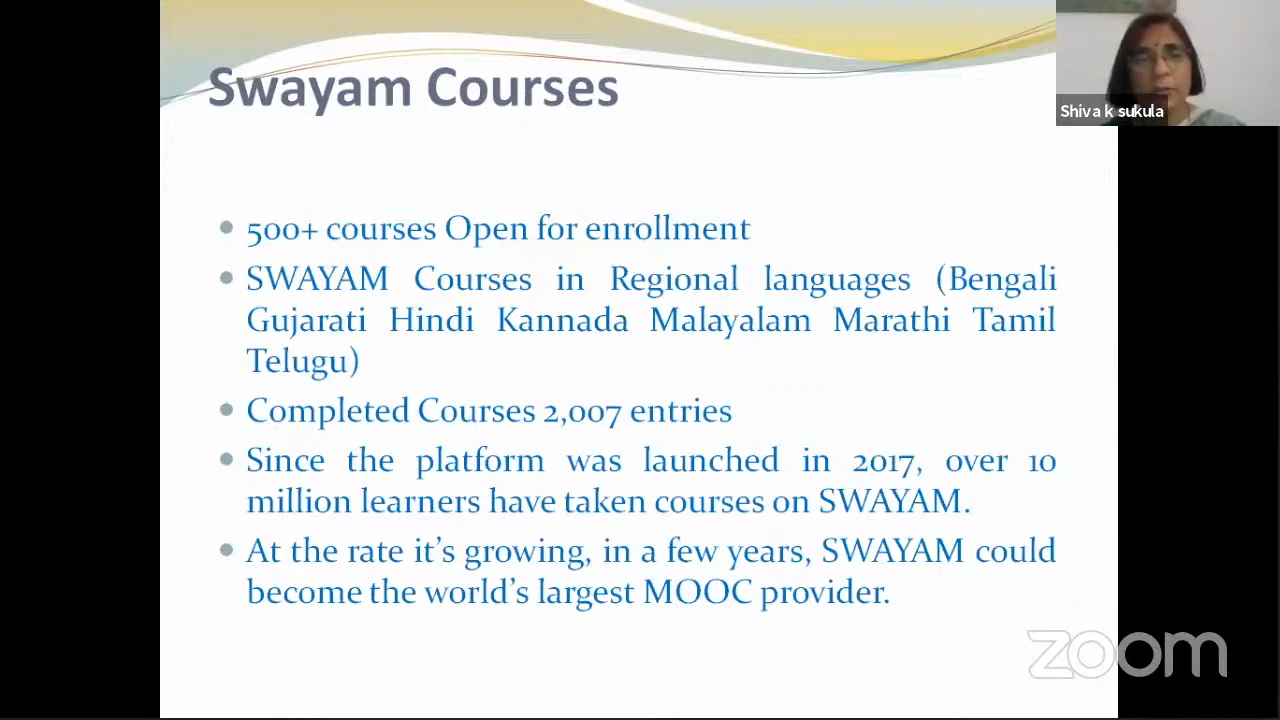 Swayam Courses
Shiva k sukula
500+ courses Open for enrollment
SWAYAM Courses in Regional languages (Bengali
Gujarati Hindi Kannada Malayalam Marathi Tamil
Telugu)
Completed Courses 2,007 entries
Since the platform was launched in 2017, over 10
million learners have taken courses on SWAYAM.
At the rate it's growing, in a few years, SWAYAM could
become the world's largest MOOC provider.
zoom